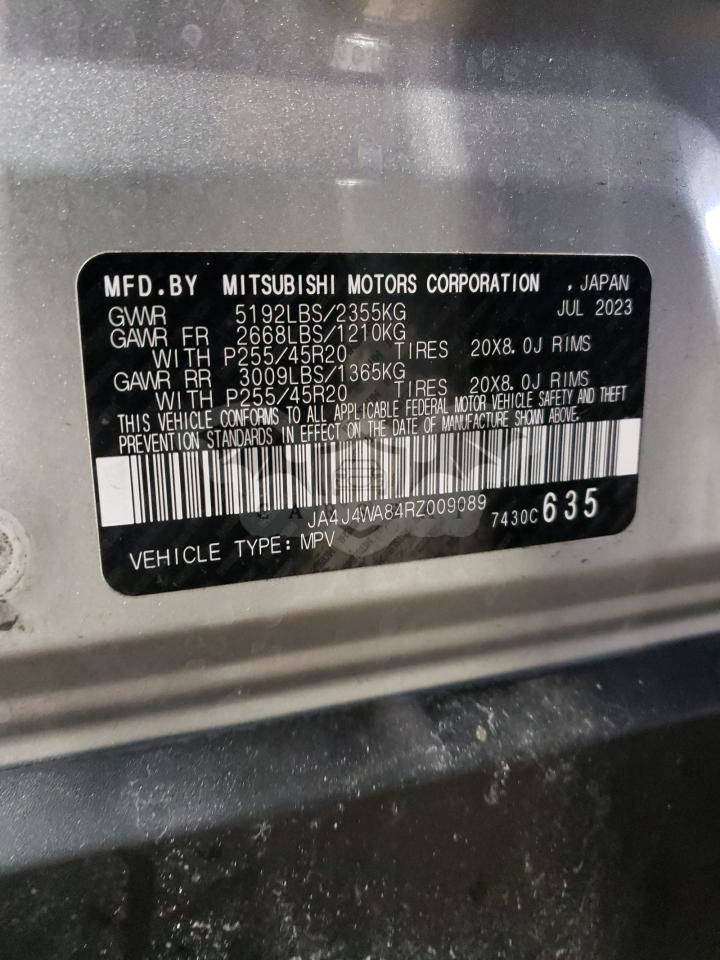 MFD.BY MITSUBISHI MOTORS CORPORATION , JAPAN
GVWR 5192LBS/2355KG JUL 2023
GAWR FR 2668LBS/1210KG
WITH P255/45R20 TIRES 20X8.0J RIMS
GAWR RR 3009LBS/1365KG
WITH P255/45R20 TIRES 20X8.0J RIMS
THIS VEHICLE CONFORMS TO ALL APPLICABLE FEDERAL MOTOR VEHICLE SAFETY AND THEFT
PREVENTION STANDARDS IN EFFECT ON THE DATE OF MANUFACTURE SHOWN ABOVE.
JA4J4WA84RZ009089 7430C 635
VEHICLE TYPE: MPV